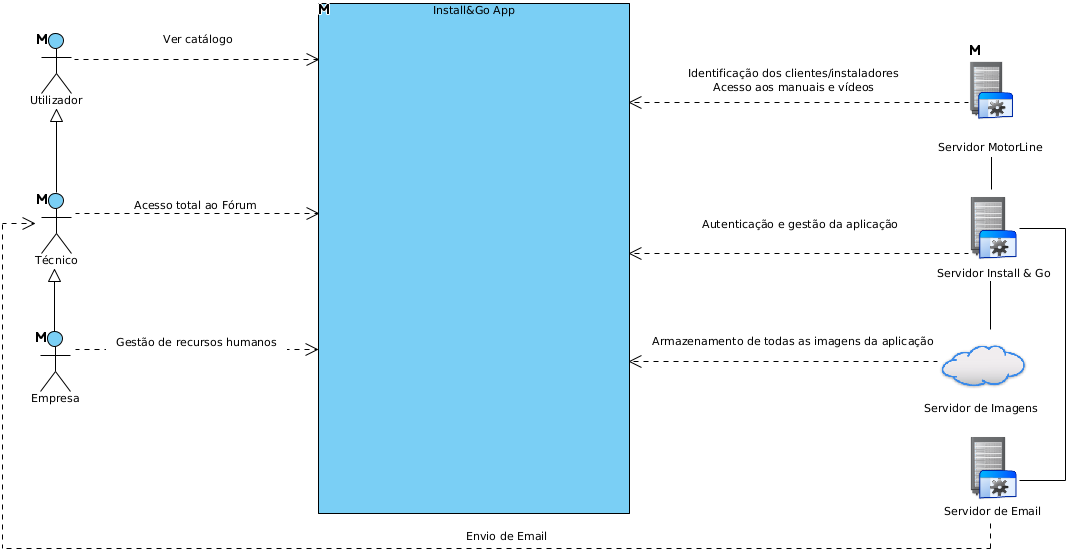 M
Install&Go App
M
Utilizador
Ver catálogo
M
Identificação dos clientes/instaladores
Acesso aos manuais e vídeos
Servidor MotorLine
M
Técnico
Acesso total ao Fórum
Autenticação e gestão da aplicação
Servidor Install & Go
M
Empresa
Gestão de recursos humanos
Armazenamento de todas as imagens da aplicação
Servidor de Imagens
Servidor de Email
Envio de Email